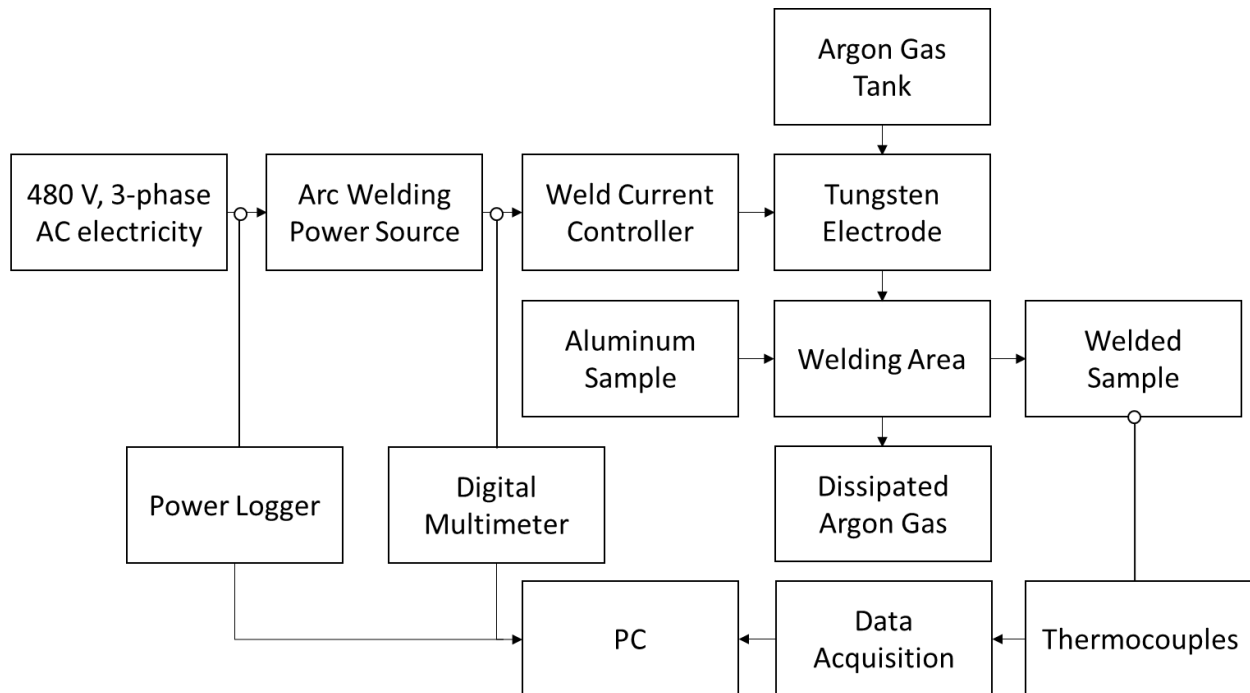 Argon Gas
Tank
480 V, 3-phase
AC electricity
Arc Welding
Power Source
Weld Current
Controller
Tungsten
Electrode
Aluminum
Sample
Welding Area
Welded
Sample
Power Logger
Digital
Multimeter
Dissipated
Argon Gas
PC
Data
Acquisition
Thermocouples